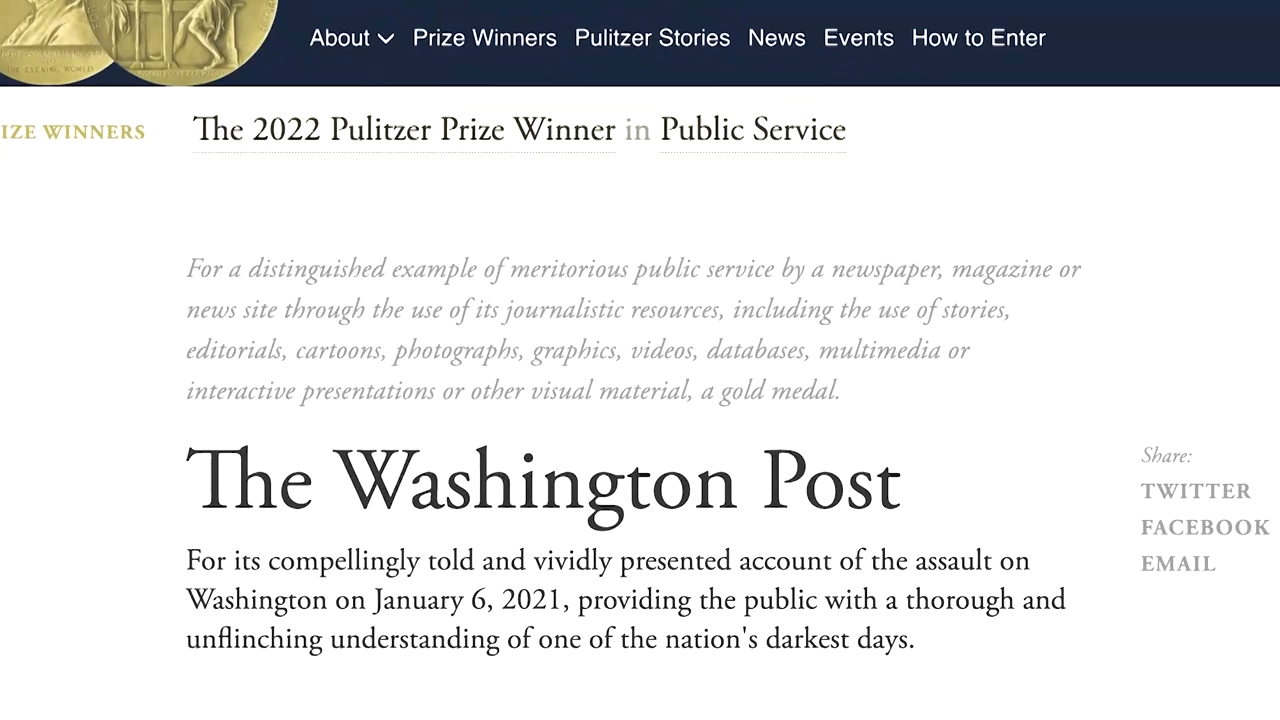 About Prize Winners Pulitzer Stories News Events How to Enter
THE EVENING WORLD
IZE WINNERS
The 2022 Pulitzer Prize Winner in Public Service
For a distinguished example of meritorious public service by a newspaper, magazine or
news site through the use of its journalistic resources, including the use of stories,
editorials, cartoons, photographs, graphics, videos, databases, multimedia or
interactive presentations or other visual material, a gold medal.
The Washington Post
For its compellingly told and vividly presented account of the assault on
Washington on January 6, 2021, providing the public with a thorough and
unflinching understanding of one of the nation's darkest days.
Share:
TWITTER
FACEBOOK
EMAIL